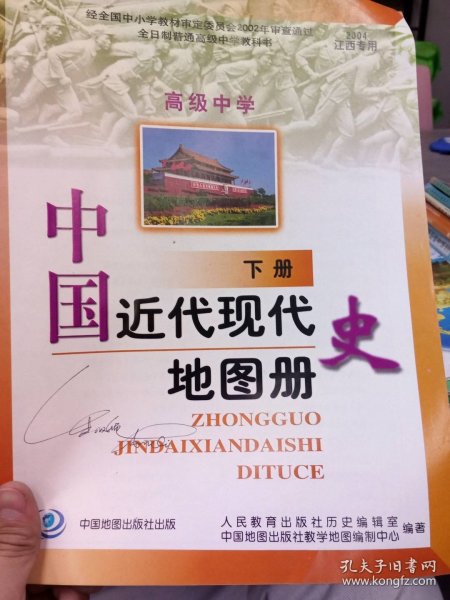 经全国中小学教材审定委员会2002年审查通过
全日制普通高级中学教科书
2004
江西专用
高级中学
下册
中国近代现代史
地图册
ZHONGGUO
JINDAIXIANDAISHI
DITUCE
中国地图出版社出版
人民教育出版社历史编辑室
中国地图出版社教学地图编制中心
编著
孔夫子旧书网
www.kongfz.com